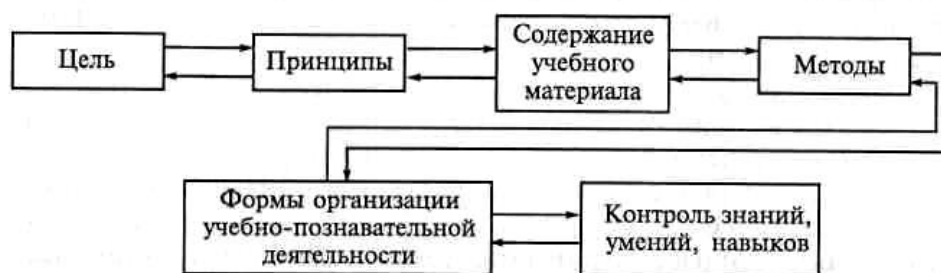 Цель
Принципы
Содержание
учебного
материала
Методы
Формы организации
учебно-познавательной
деятельности
Контроль знаний,
умений, навыков